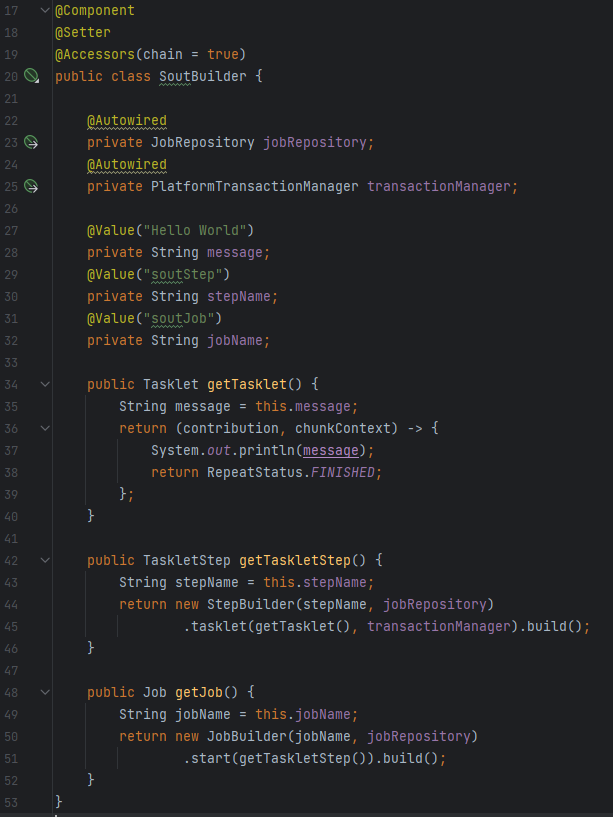 17 @Component
18 @Setter
19 @Accessors(chain = true)
20 public class SoutBuilder {
21
22     @Autowired
23     private JobRepository jobRepository;
24     @Autowired
25     private PlatformTransactionManager transactionManager;
26
27     @Value("Hello World")
28     private String message;
29     @Value("soutStep")
30     private String stepName;
31     @Value("soutJob")
32     private String jobName;
33
34     public Tasklet getTasklet() {
35         String message = this.message;
36         return (contribution, chunkContext) -> {
37             System.out.println(message);
38             return RepeatStatus.FINISHED;
39         };
40     }
41
42     public TaskletStep getTaskletStep() {
43         String stepName = this.stepName;
44         return new StepBuilder(stepName, jobRepository)
45                 .tasklet(getTasklet(), transactionManager).build();
46     }
47
48     public Job getJob() {
49         String jobName = this.jobName;
50         return new JobBuilder(jobName, jobRepository)
51                 .start(getTaskletStep()).build();
52     }
53 }